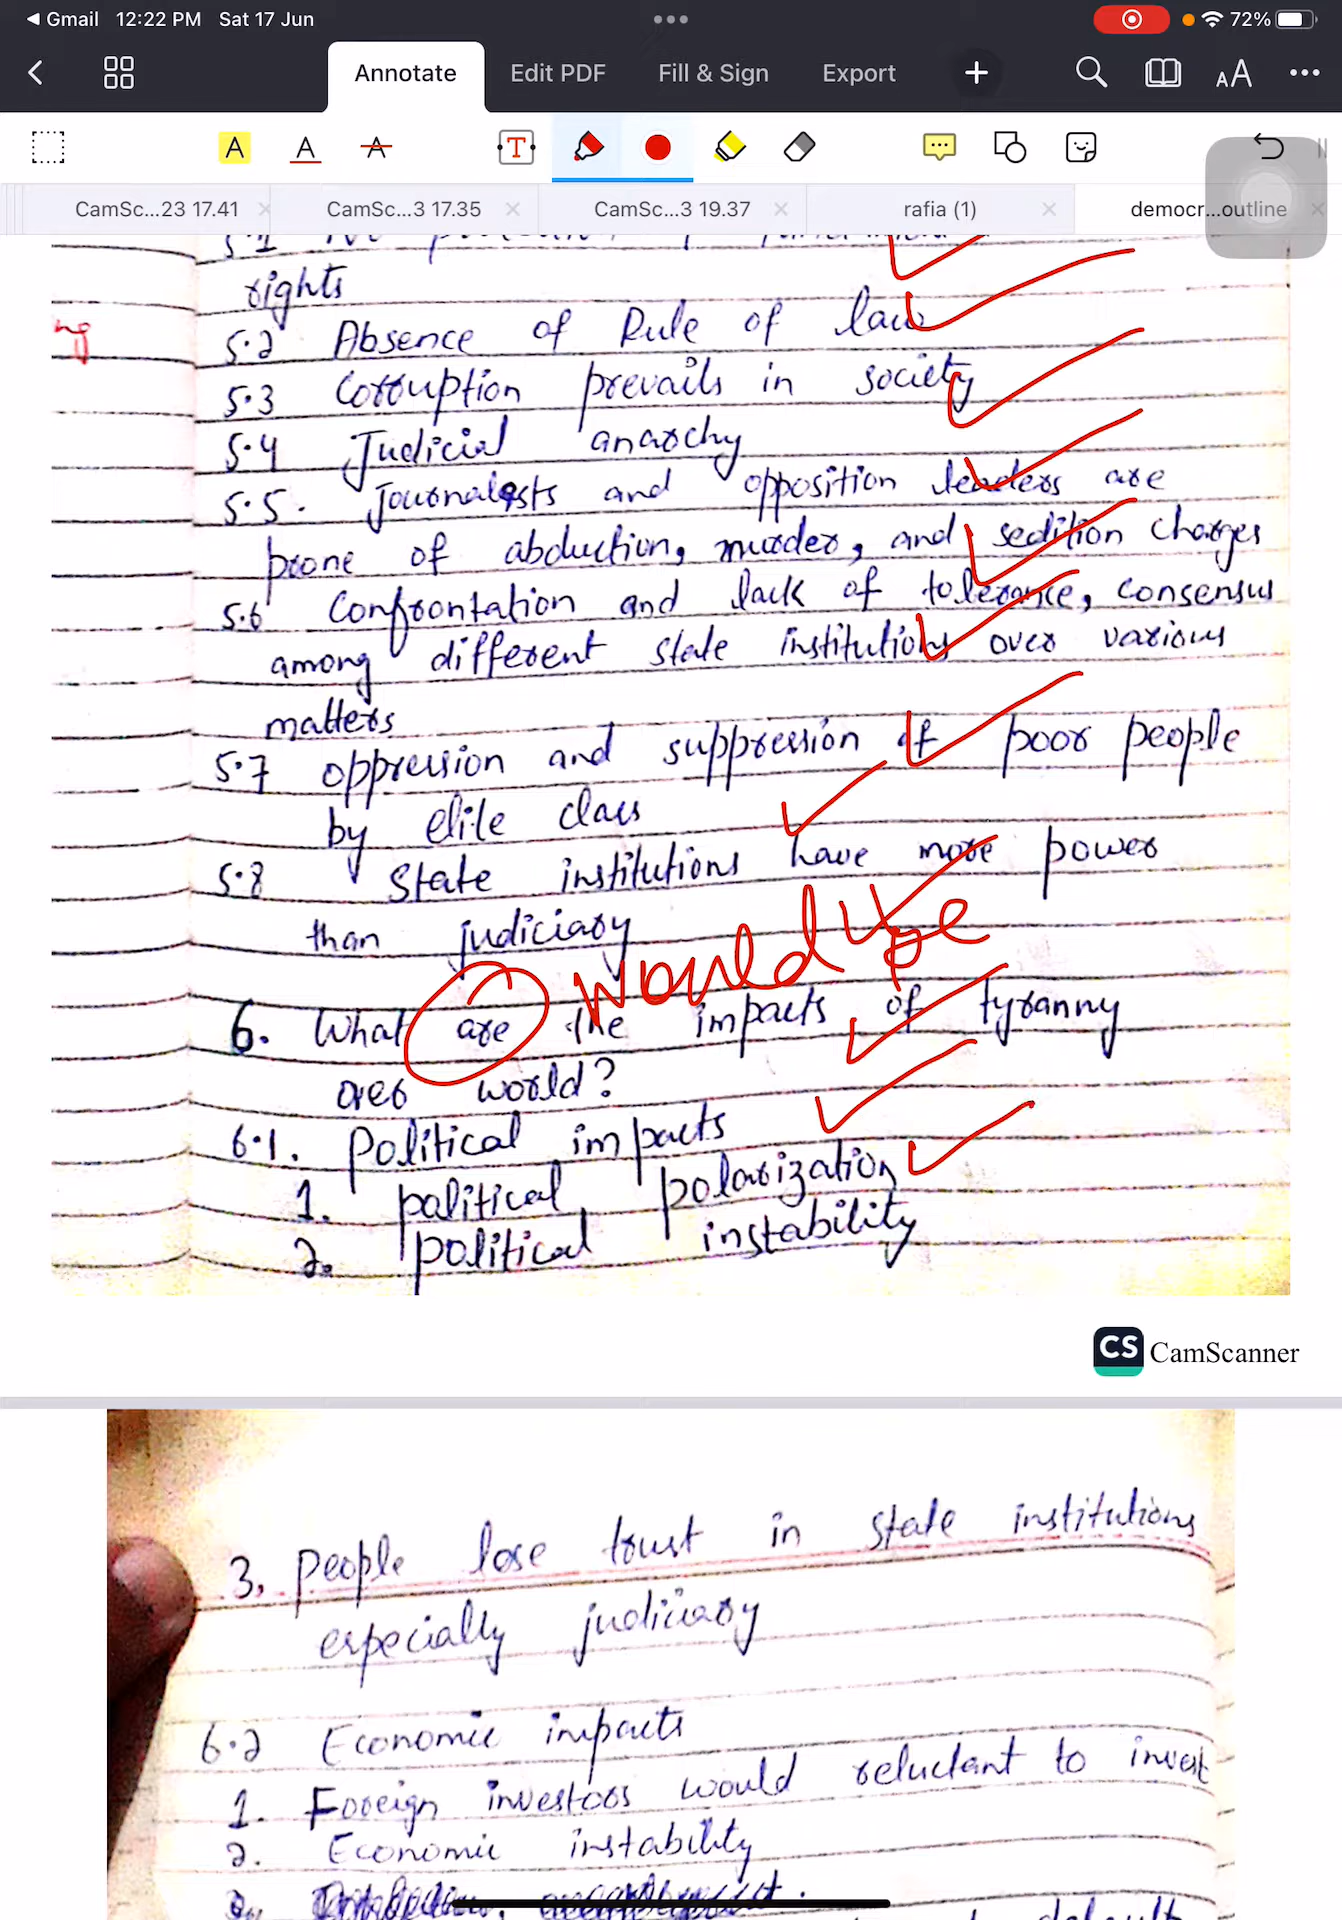 Gmail 12:22 PM Sat 17 Jun 72%
Annotate Edit PDF Fill & Sign Export
CamSc...23 17.41 CamSc...3 17.35 CamSc...3 19.37 rafia (1) democr...outline
5.1 No
rights
ng
5.2 Absence of Rule of law
5.3 Corruption prevails in society
5.4 Judicial anarchy
5.5. Journalists and opposition leaders are
prone of abduction, murder, and sedition charges
5.6 Confrontation and lack of tolerance, consensus
among different state institutions over various
matters
5.7 oppression and suppression of poor people
by elite class
5.8 State institutions have more power
than judiciary
would be
6. What are the impacts of tyranny
over world?
6.1. Political impacts
1. palitical polarization
2. political instability
CS CamScanner
3. People lose trust in state institutions
especially judiciary
6.2 Economic impacts
1. Foreign investors would reluctant to invest
2. Economic instability
default